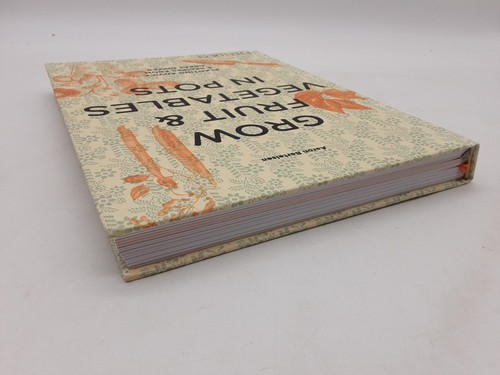 Aaron Bertelsen
GROW
FRUIT &
VEGETABLES
IN POTS